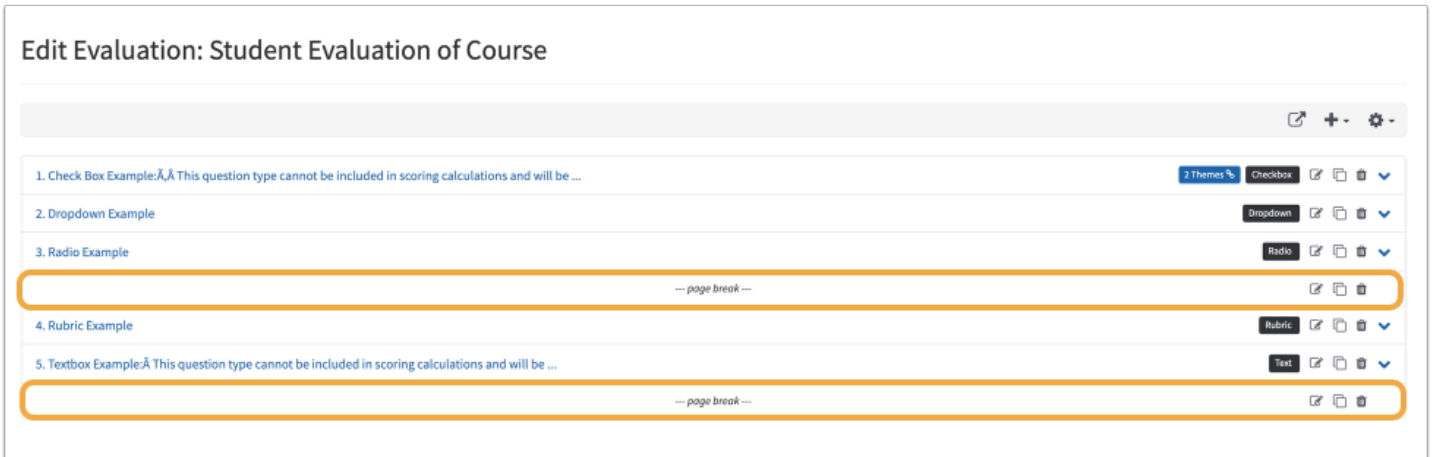 Edit Evaluation: Student Evaluation of Course
1. Check Box Example:Ã‚Â This question type cannot be included in scoring calculations and will be ... 2 Themes Checkbox
2. Dropdown Example Dropdown
3. Radio Example Radio
--- page break ---
4. Rubric Example Rubric
5. Textbox Example:Â This question type cannot be included in scoring calculations and will be ... Text
--- page break ---